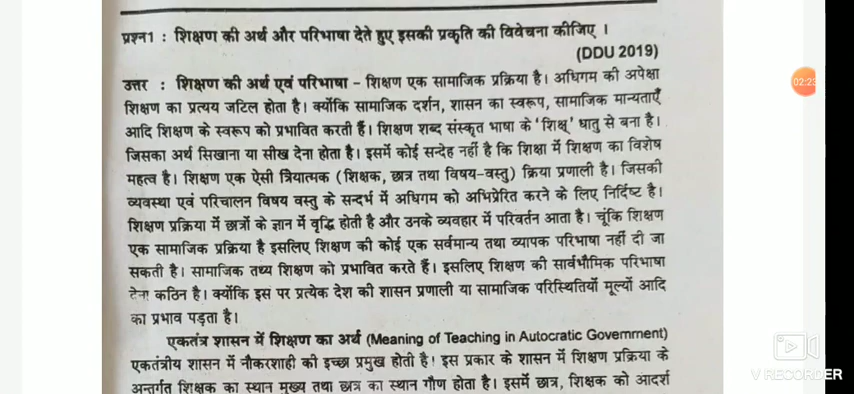 प्रश्न1 : शिक्षण की अर्थ और परिभाषा देते हुए इसकी प्रकृति की विवेचना कीजिए ।
(DDU 2019)
02:23
उत्तर : शिक्षण की अर्थ एवं परिभाषा – शिक्षण एक सामाजिक प्रक्रिया है। अधिगम की अपेक्षा
शिक्षण का प्रत्यय जटिल होता है। क्योंकि सामाजिक दर्शन, शासन का स्वरूप, सामाजिक मान्यताएँ
आदि शिक्षण के स्वरूप को प्रभावित करती हैं। शिक्षण शब्द संस्कृत भाषा के 'शिक्ष्' धातु से बना है।
जिसका अर्थ सिखाना या सीख देना होता है। इसमें कोई सन्देह नहीं है कि शिक्षा में शिक्षण का विशेष
महत्व है। शिक्षण एक ऐसी त्रियात्मक (शिक्षक, छात्र तथा विषय-वस्तु) क्रिया प्रणाली है। जिसकी
व्यवस्था एवं परिचालन विषय वस्तु के सन्दर्भ में अधिगम को अभिप्रेरित करने के लिए निर्दिष्ट है।
शिक्षण प्रक्रिया में छात्रों के ज्ञान में वृद्धि होती है और उनके व्यवहार में परिवर्तन आता है। चूंकि शिक्षण
एक सामाजिक प्रक्रिया है इसलिए शिक्षण की कोई एक सर्वमान्य तथा व्यापक परिभाषा नहीं दी जा
सकती है। सामाजिक तथ्य शिक्षण को प्रभावित करते हैं। इसलिए शिक्षण की सार्वभौमिक परिभाषा
देना कठिन है। क्योंकि इस पर प्रत्येक देश की शासन प्रणाली या सामाजिक परिस्थितियों मूल्यों आदि
का प्रभाव पड़ता है।
एकतंत्र शासन में शिक्षण का अर्थ (Meaning of Teaching in Autocratic Government)
एकतंत्रीय शासन में नौकरशाही की इच्छा प्रमुख होती है। इस प्रकार के शासन में शिक्षण प्रक्रिया के
अन्तर्गत शिक्षक का स्थान मुख्य तथा छात्र का स्थान गौण होता है। इसमें छात्र, शिक्षक को आदर्श
V RECORDER